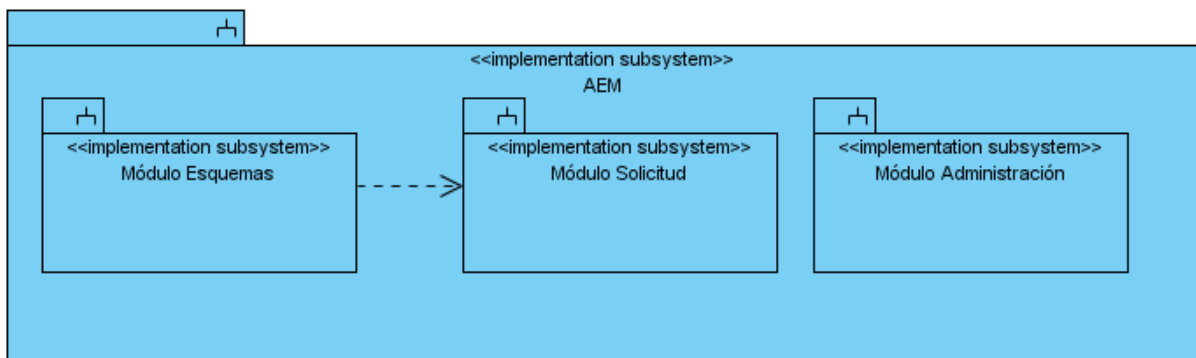 <<implementation subsystem>>
AEM
<<implementation subsystem>>
Módulo Esquemas
<<implementation subsystem>>
Módulo Solicitud
<<implementation subsystem>>
Módulo Administración